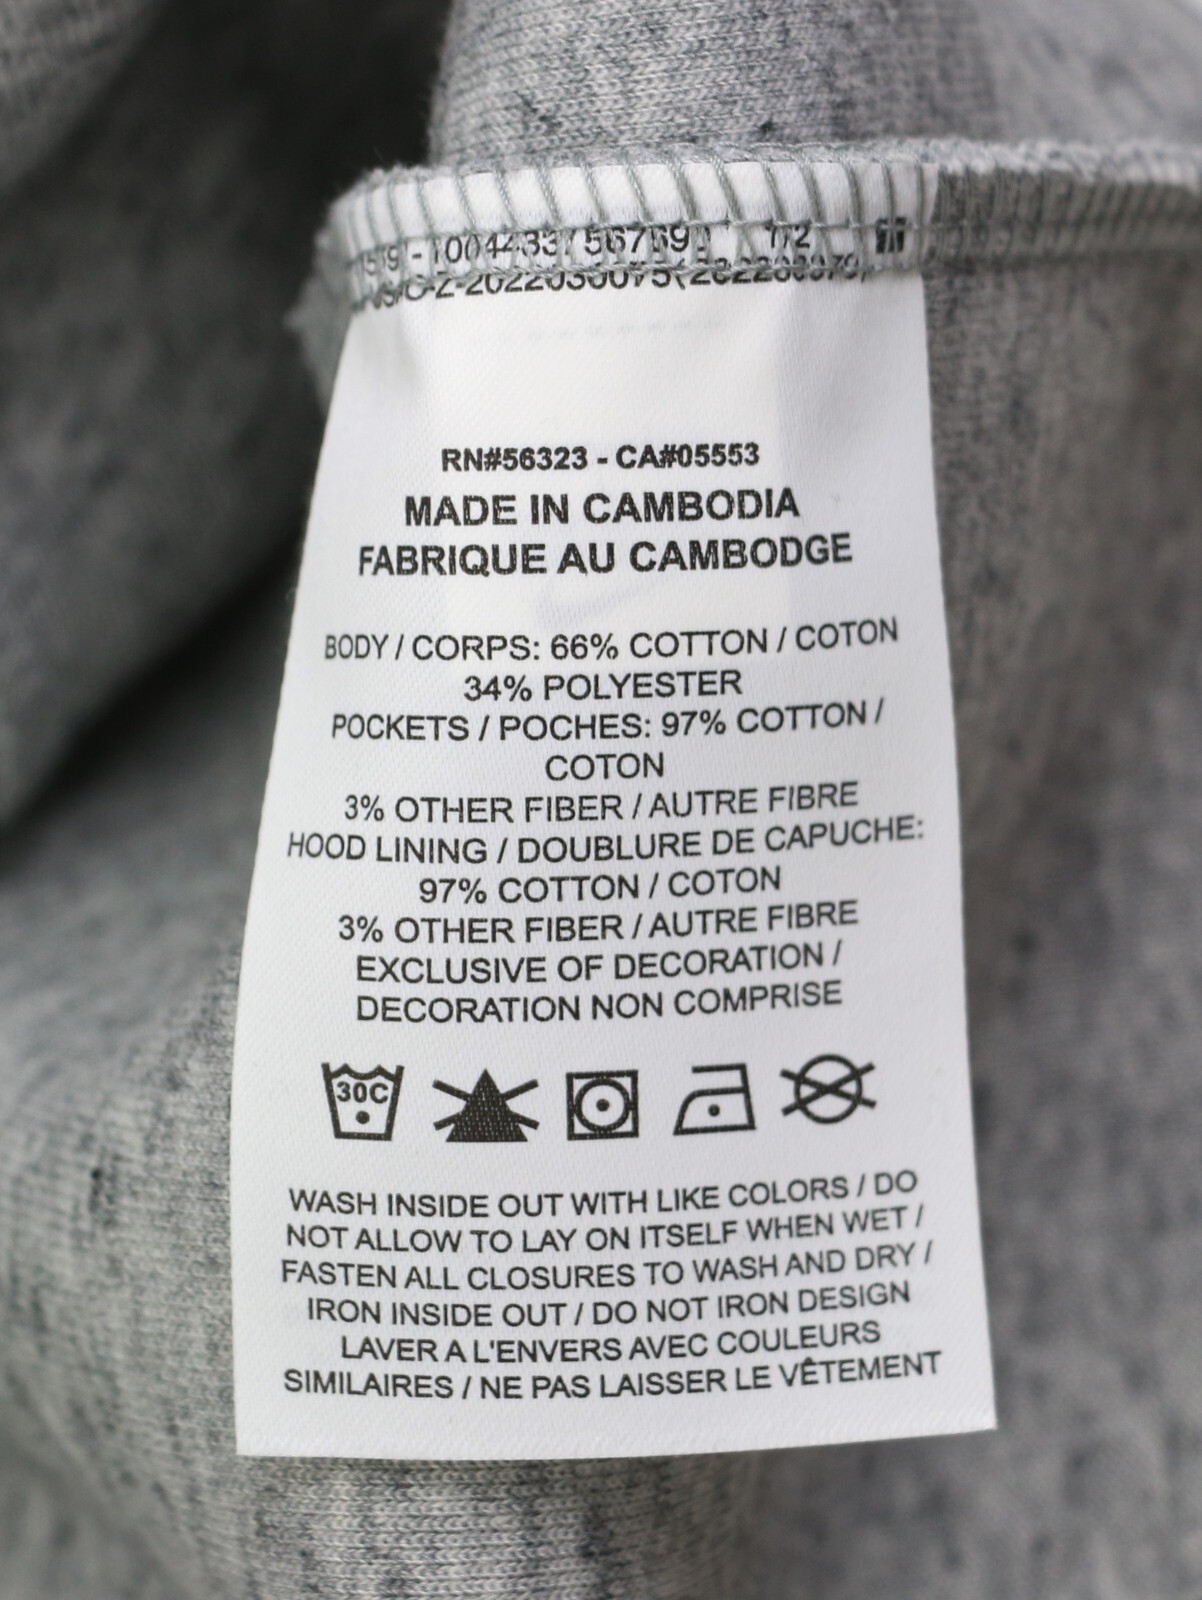 RN#56323 - CA#05553
MADE IN CAMBODIA
FABRIQUE AU CAMBODGE
BODY / CORPS: 66% COTTON / COTON
34% POLYESTER
POCKETS / POCHES: 97% COTTON /
COTON
3% OTHER FIBER / AUTRE FIBRE
HOOD LINING / DOUBLURE DE CAPUCHE:
97% COTTON / COTON
3% OTHER FIBER / AUTRE FIBRE
EXCLUSIVE OF DECORATION /
DECORATION NON COMPRISE
30C
WASH INSIDE OUT WITH LIKE COLORS / DO
NOT ALLOW TO LAY ON ITSELF WHEN WET /
FASTEN ALL CLOSURES TO WASH AND DRY /
IRON INSIDE OUT / DO NOT IRON DESIGN
LAVER A L'ENVERS AVEC COULEURS
SIMILAIRES / NE PAS LAISSER LE VÊTEMENT